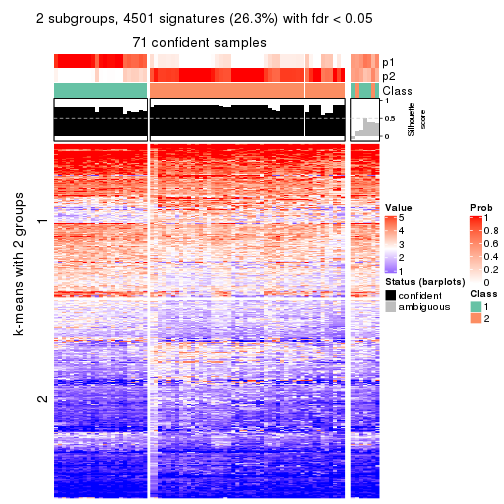 2 subgroups, 4501 signatures (26.3%) with fdr < 0.05
71 confident samples
p1
p2
Class
1
0.5
0
Silhouette
score
k-means with 2 groups
1
2
Value
5
4
3
2
1
Status (barplots)
confident
ambiguous
Prob
1
0.8
0.6
0.4
0.2
0
Class
1
2